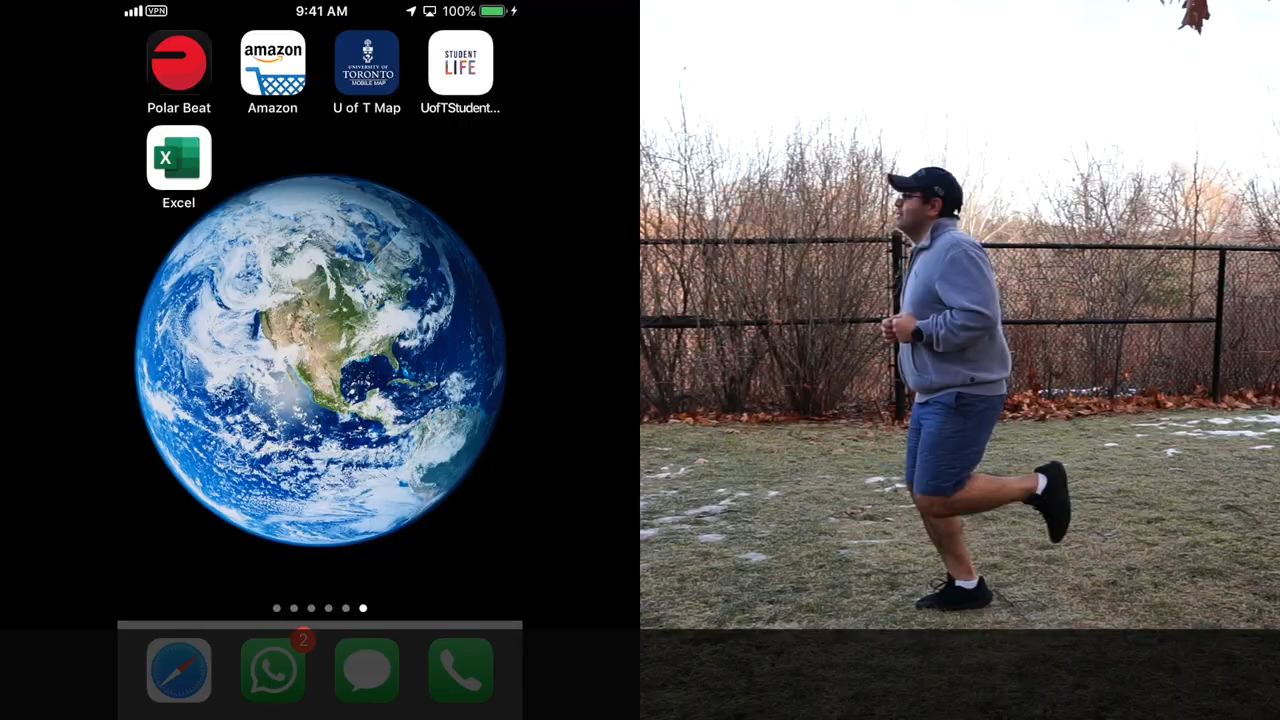 VPN
9:41 AM
100%
amazon
UNIVERSITY OF
TORONTO
MOBILE MAP
STUDENT
LIFE
Polar Beat
Amazon
U of T Map
UofTStudent...
X
Excel
2